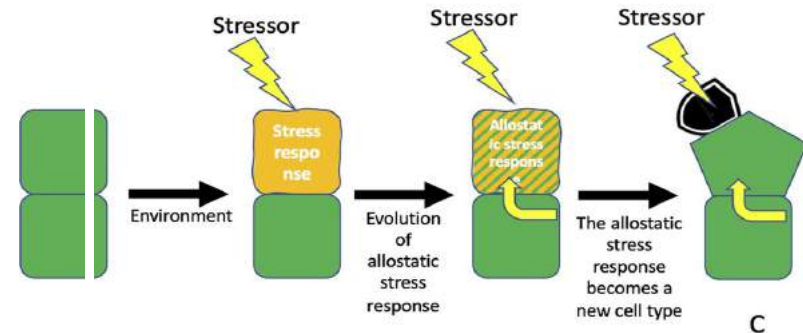 Stressor
Stressor
Stressor
Stress
respo
nse
Allostat
ic stress
respons
e
Environment
Evolution
of
allostatic
stress
response
The allostatic
stress
response
becomes a
new cell type
C